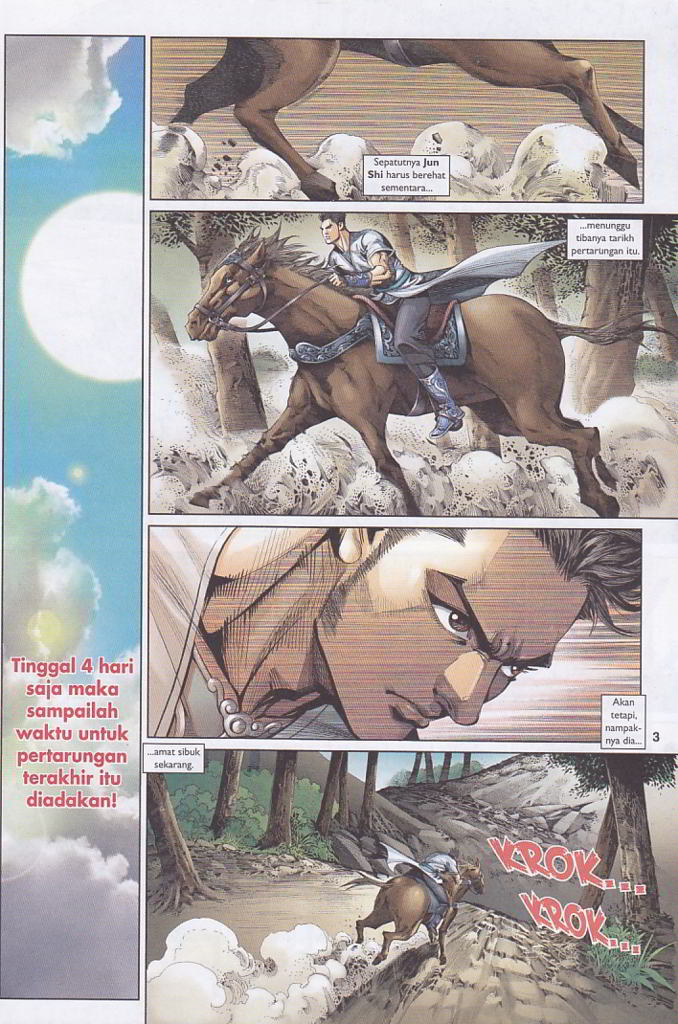 Tinggal 4 hari
saja maka
sampailah
waktu untuk
pertarungan
terakhir itu
diadakan!
Sepatutnya Jun
Shi harus berehat
sementara...
...menunggu
tibanya tarikh
pertarungan itu.
Akan
tetapi,
nampak-
nya dia...
3
...amat sibuk
sekarang.
KROK...
KROK...